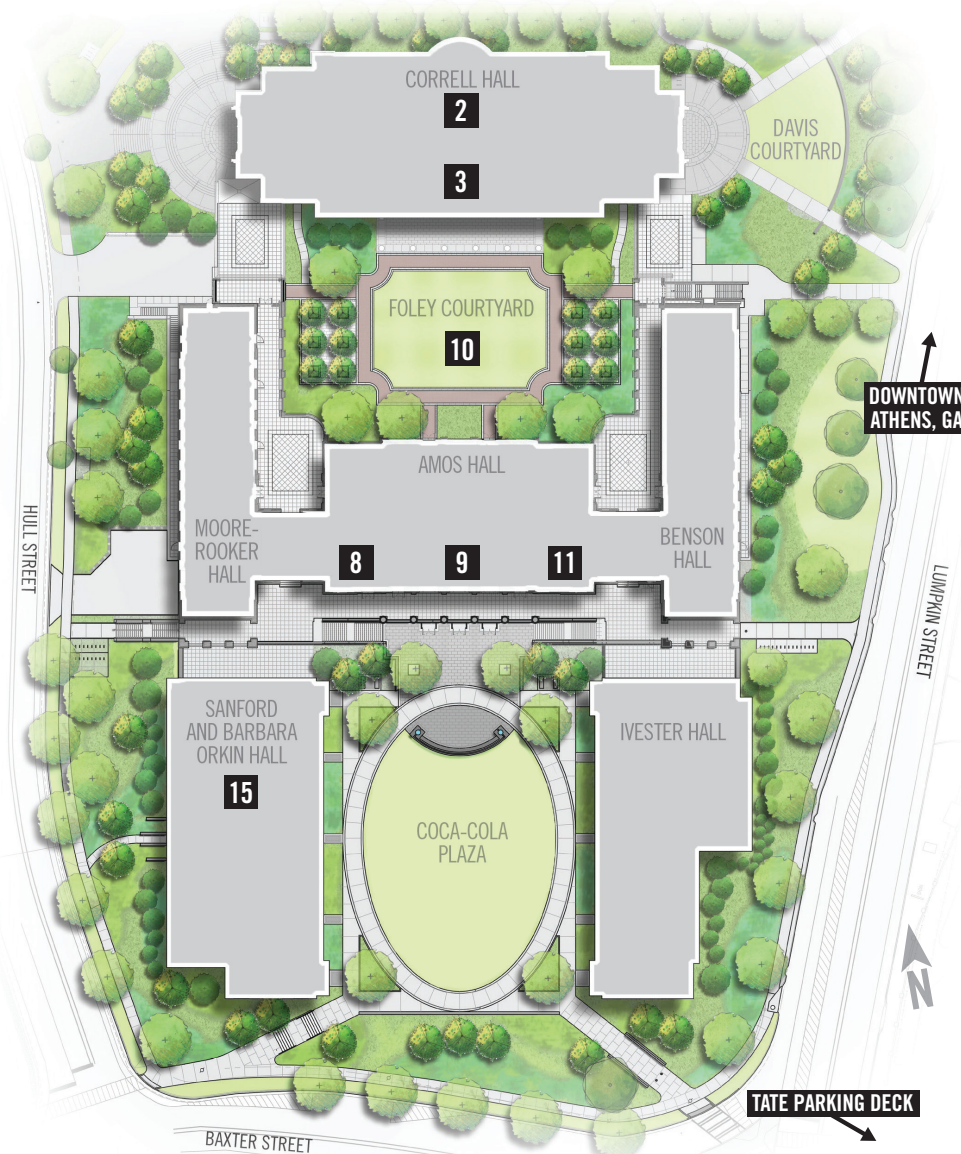 CORRELL HALL
2
3
DAVIS
COURTYARD
FOLEY COURTYARD
10
DOWNTOWN
ATHENS, GA
AMOS HALL
HULL STREET
MOORE-
ROOKER
HALL
8
9
11
BENSON
HALL
LUMPKIN STREET
SANFORD
AND BARBARA
ORKIN HALL
15
IVESTER HALL
COCA-COLA
PLAZA
N
TATE PARKING DECK
BAXTER STREET